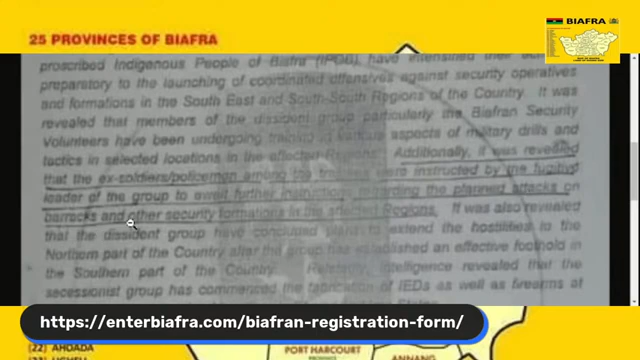 25 PROVINCES OF BIAFRA
BIAFRA
proscribed Indigenous People of Biafra (IPOB) have intensified their
preparatory to the launching of coordinated offensives against security operatives
and formations in the South East and South-South Regions of the Country. It was
revealed that members of the dissident group particularly the Biafran Security
Volunteers have been undergoing training in various aspects of military drills and
tactics in selected locations in the affected Regions. Additionally, it was revealed
that the ex-soldiers/policemen among the trainees were instructed by the fugitive
leader of the group to await further instructions regarding the planned attacks on
barracks and other security formations in the affected Regions. It was also revealed
that the dissident group have concluded plans to extend the hostilities to the
Northern part of the Country after the group has established an effective foothold in
the Southern part of the Country. Relatedly, intelligence revealed that the
secessionist group has commenced the fabrication of IEDs as well as firearms at
https://enterbiafra.com/biafran-registration-form/
(22) AHOADA
PORT HARCOURT
PROVINCE
ANNANG